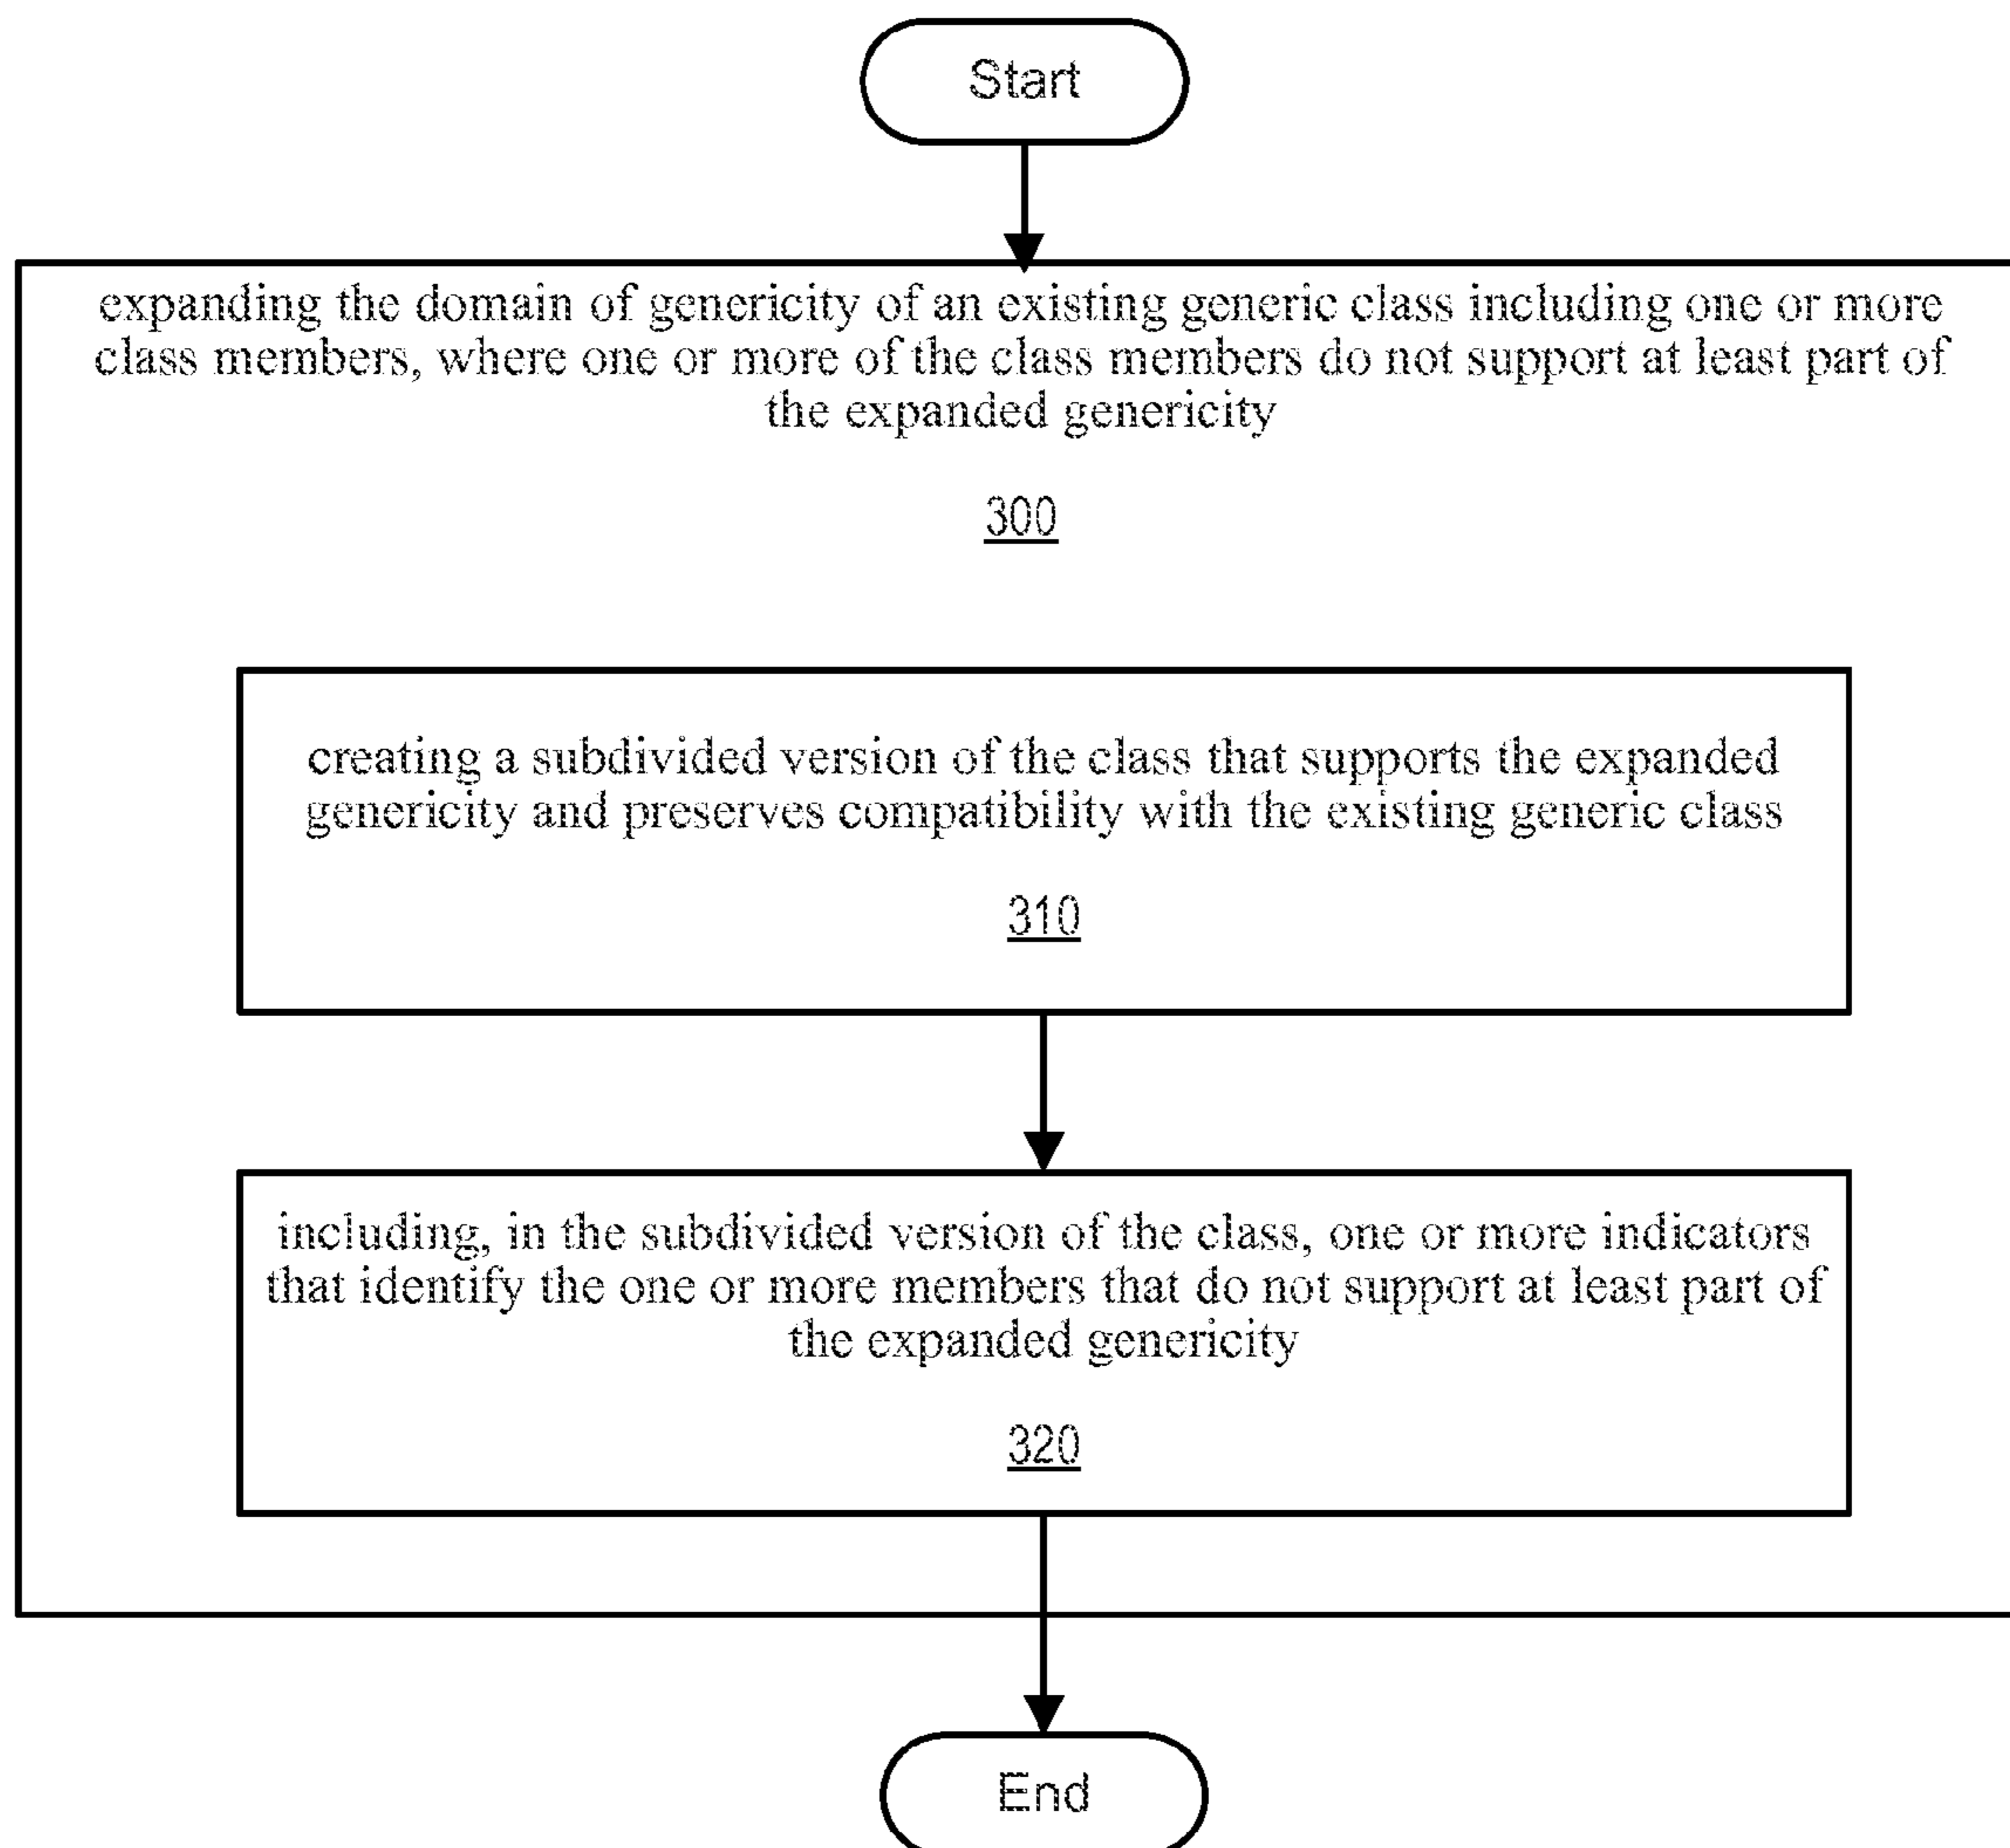 Start
expanding the domain of genericity of an existing generic class including one or more
class members, where one or more of the class members do not support at least part of
the expanded genericity
300
creating a subdivided version of the class that supports the expanded
genericity and preserves compatibility with the existing generic class
310
including, in the subdivided version of the class, one or more indicators
that identify the one or more members that do not support at least part of
the expanded genericity
320
End